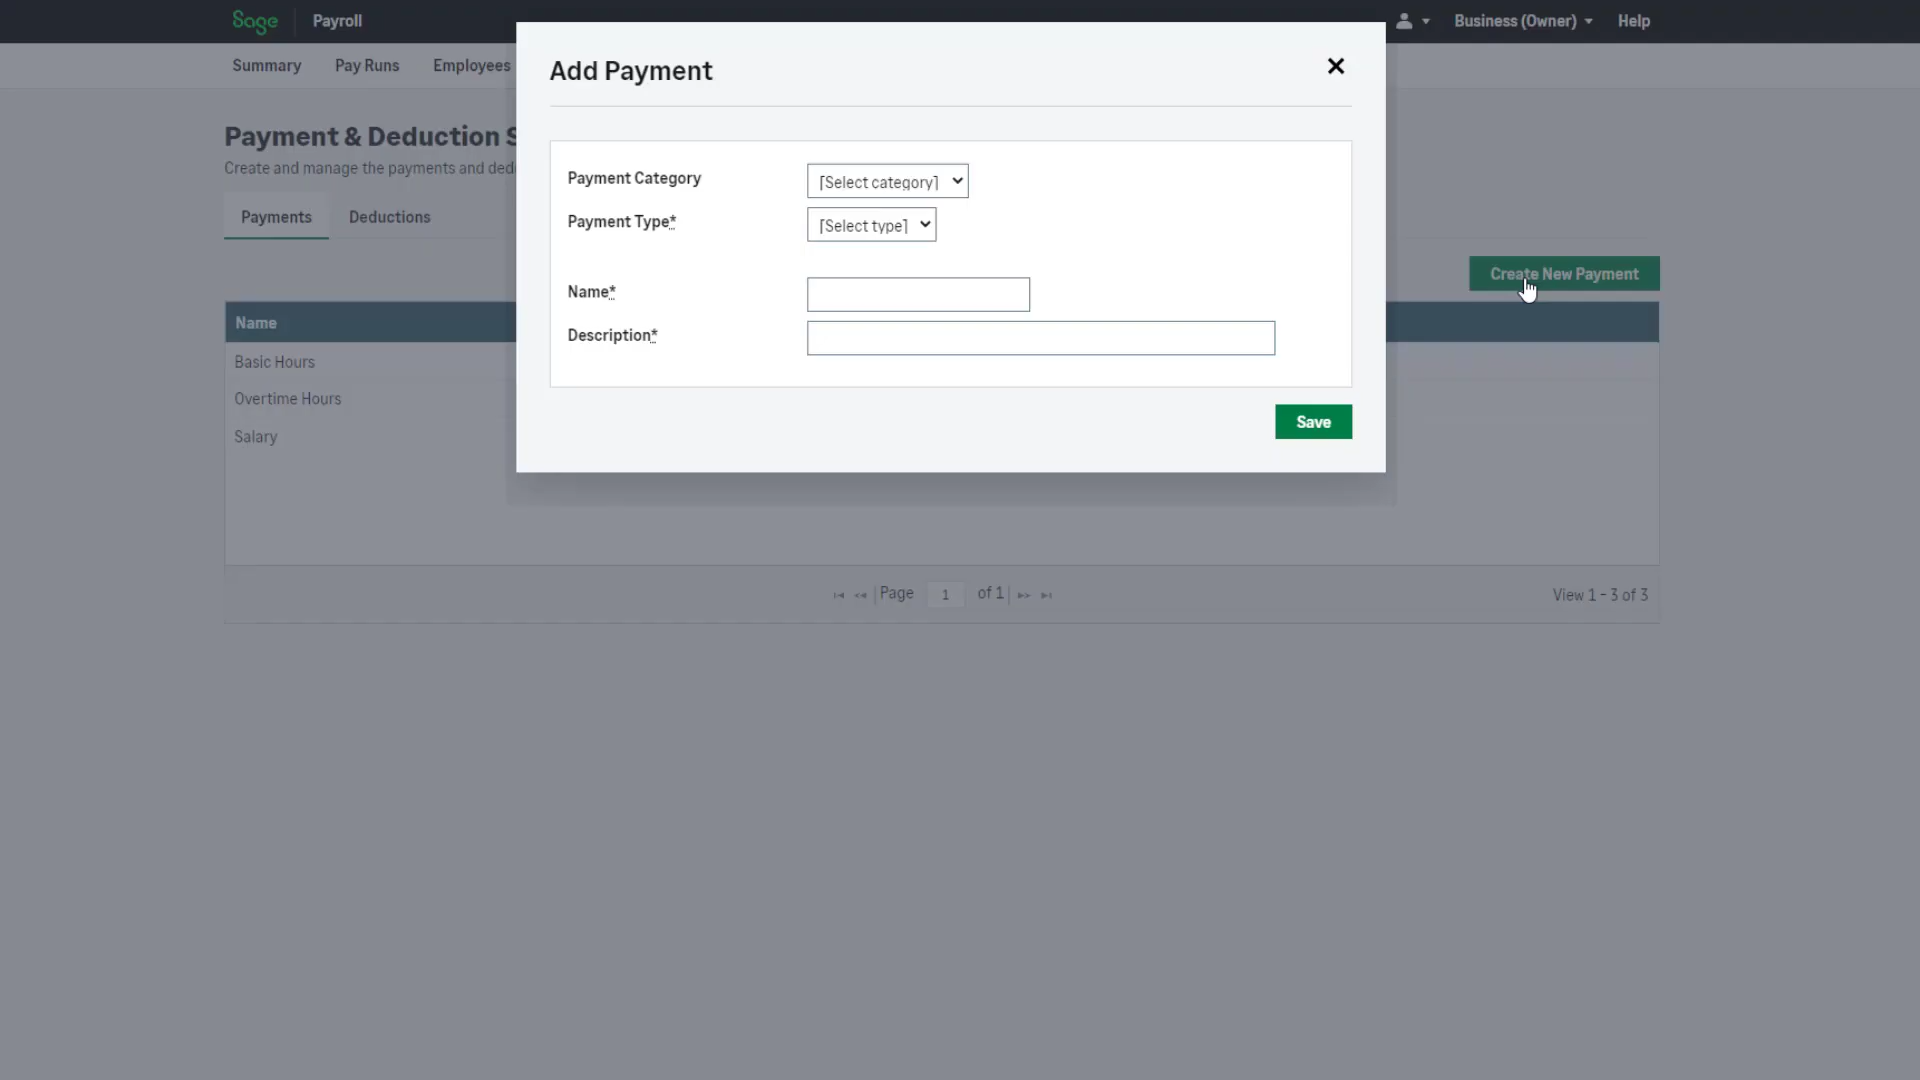 Sage Payroll Business (Owner) Help
Summary Pay Runs Employees
Add Payment
Payment & Deduction S
Create and manage the payments and ded
Payments Deductions
Payment Category [Select category]
Payment Type* [Select type]
Create New Payment
Name*
Description*
Name
Basic Hours
Overtime Hours
Salary
Save
Page 1 of 1
View 1 - 3 of 3